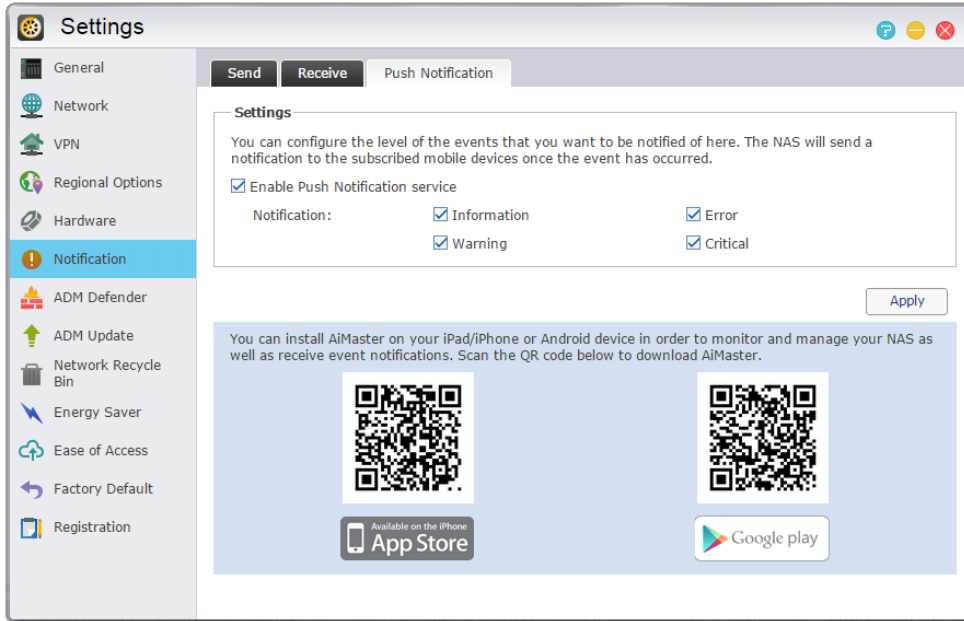 Settings
General
Network
VPN
Regional Options
Hardware
Notification
ADM Defender
ADM Update
Network Recycle
Bin
Energy Saver
Ease of Access
Factory Default
Registration
Send
Receive
Push Notification
Settings
You can configure the level of the events that you want to be notified of here. The NAS will send a
notification to the subscribed mobile devices once the event has occurred.
Enable Push Notification service
Notification:
Information
Error
Warning
Critical
Apply
You can install AiMaster on your iPad/iPhone or Android device in order to monitor and manage your NAS as
well as receive event notifications. Scan the QR code below to download AiMaster.
Available on the iPhone
App Store
Google play